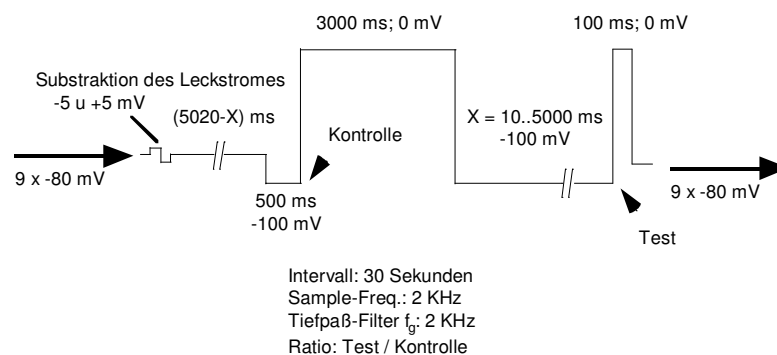 3000 ms; 0 mV
100 ms; 0 mV
Substraktion des Leckstromes
-5 u +5 mV
(5020-X) ms
X = 10..5000 ms
-100 mV
Kontrolle
9 x -80 mV
500 ms
-100 mV
9 x -80 mV
Test
Intervall: 30 Sekunden
Sample-Freq.: 2 KHz
Tiefpaß-Filter fg: 2 KHz
Ratio: Test / Kontrolle